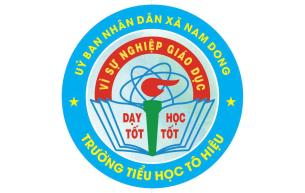 UỶ BAN NHÂN DÂN XÃ NAM DONG
VÌ SỰ NGHIỆP GIÁO DỤC
DẠY HỌC
TỐT TỐT
TRƯỜNG TIỂU HỌC TÔ HIỆU